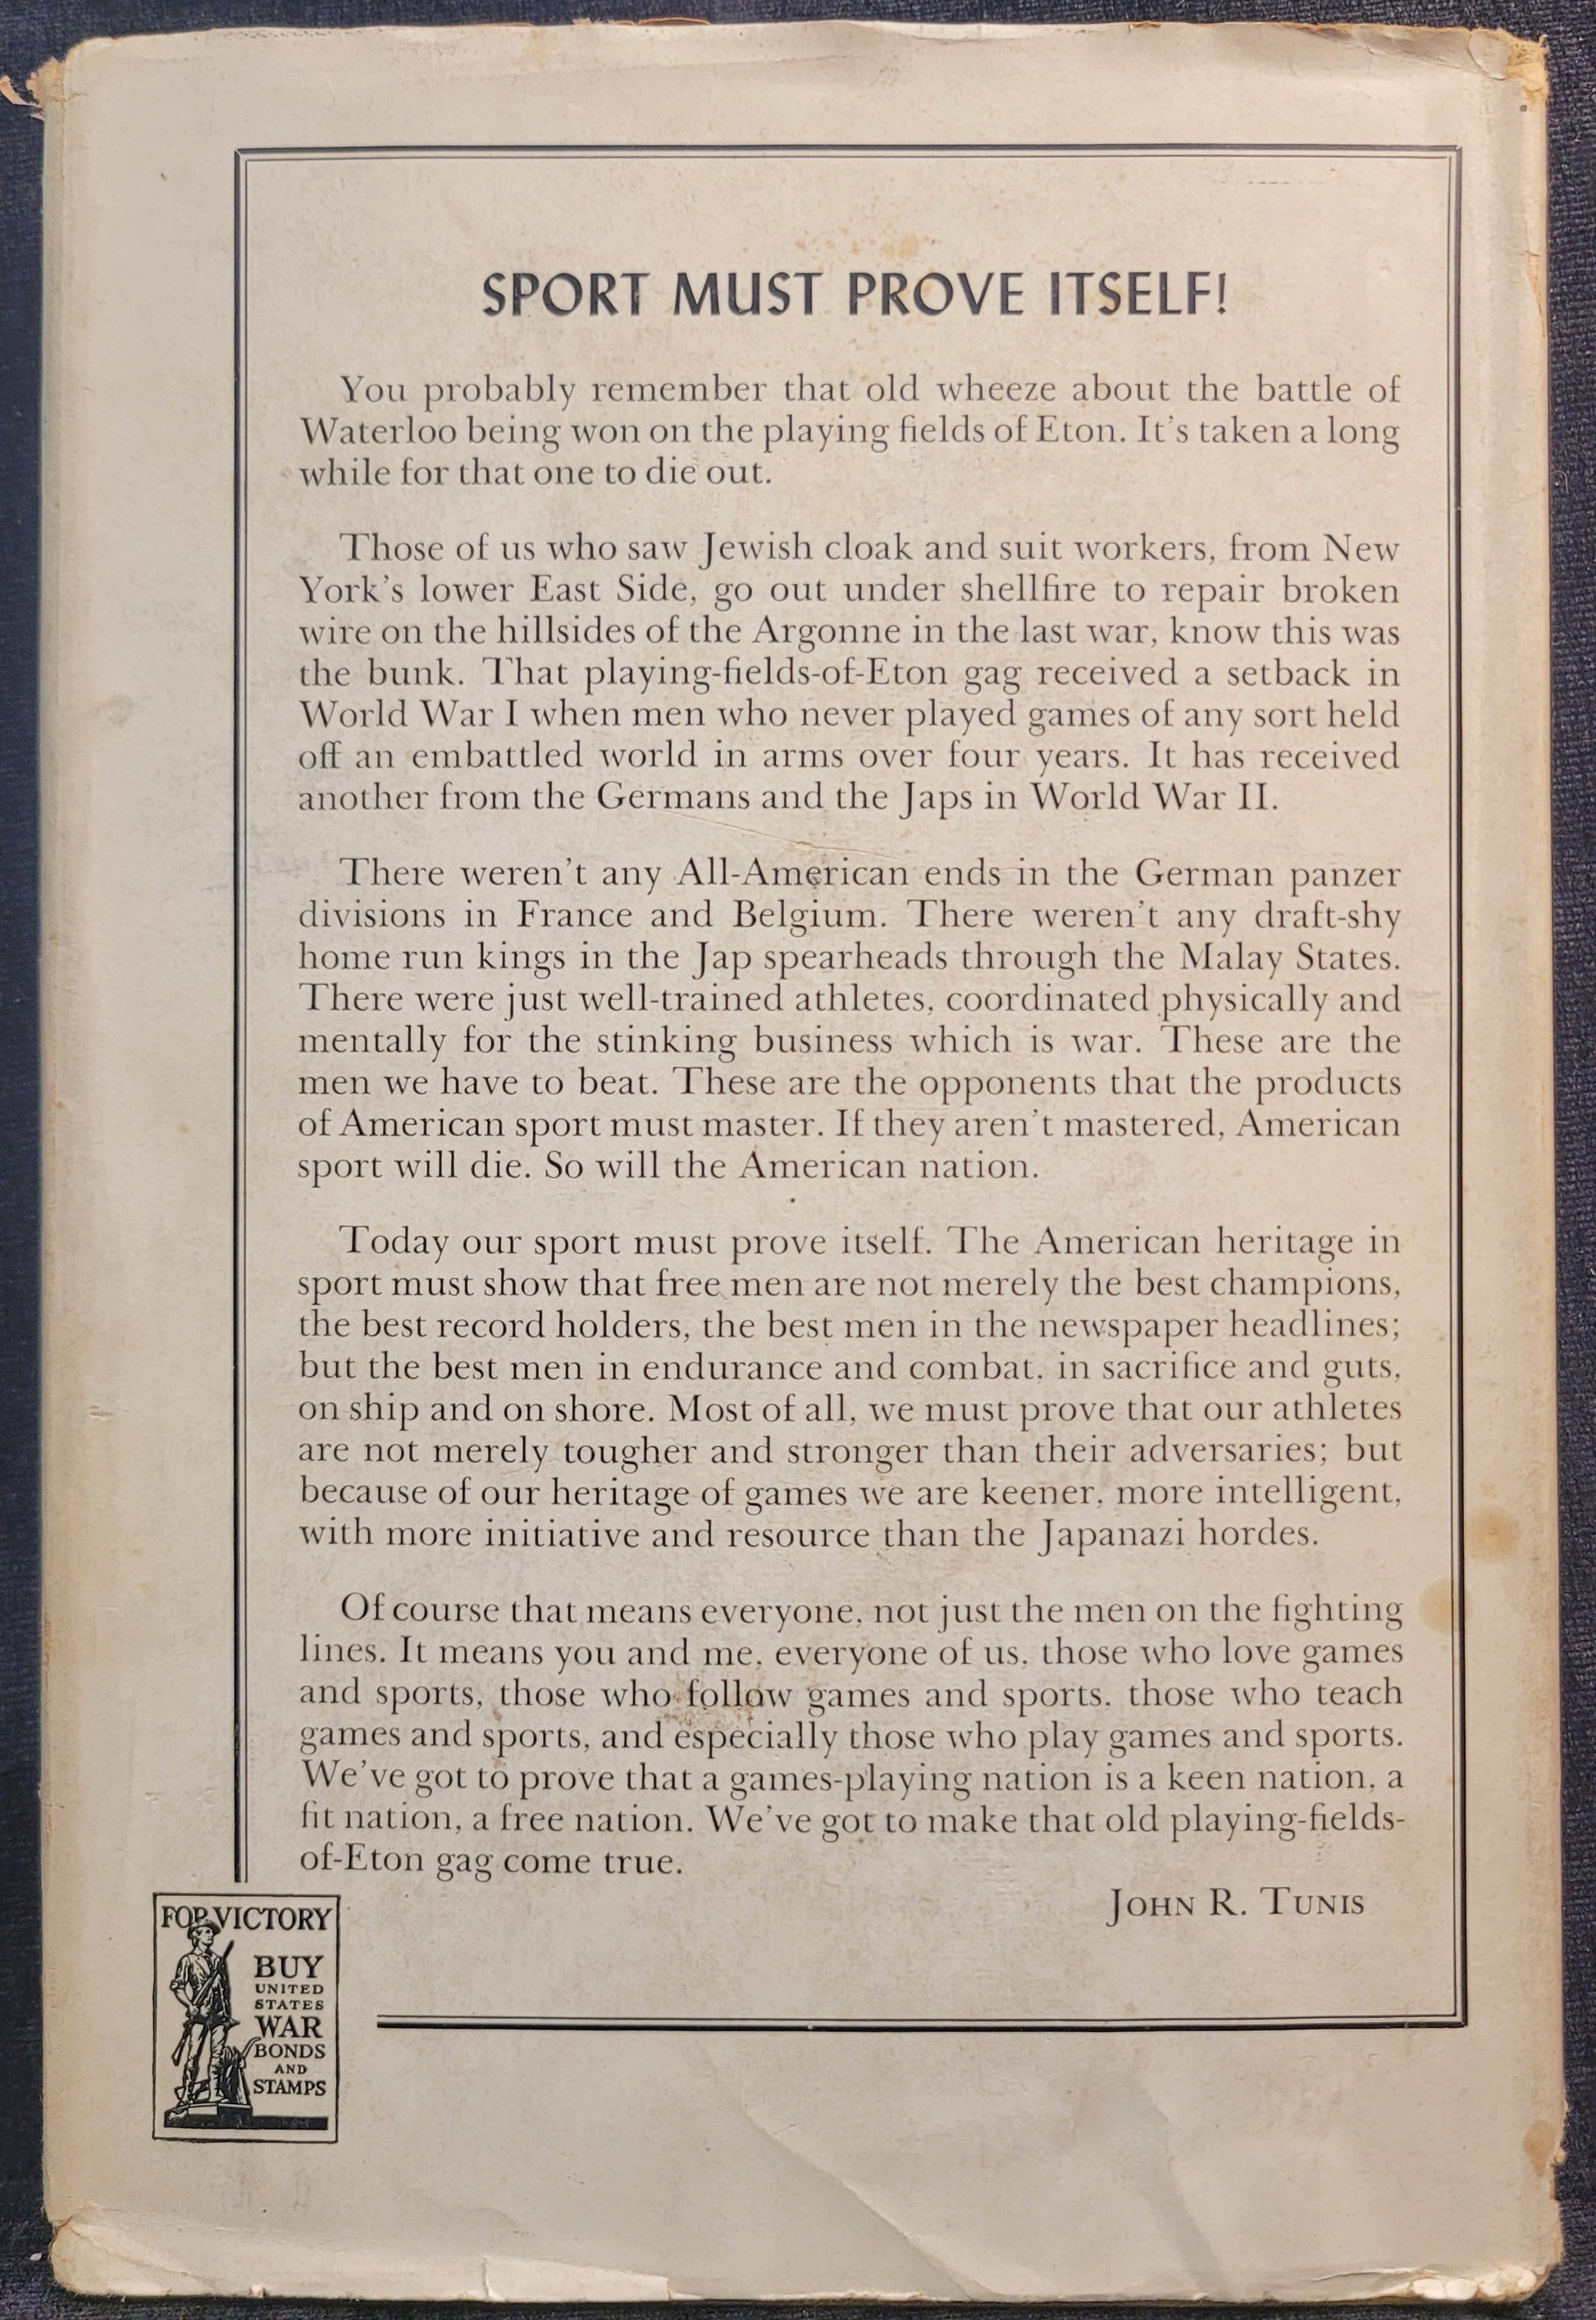 SPORT MUST PROVE ITSELF!
You probably remember that old wheeze about the battle of
Waterloo being won on the playing fields of Eton. It's taken a long
while for that one to die out.
Those of us who saw Jewish cloak and suit workers, from New
York's lower East Side, go out under shellfire to repair broken
wire on the hillsides of the Argonne in the last war, know this was
the bunk. That playing-fields-of-Eton gag received a setback in
World War I when men who never played games of any sort held
off an embattled world in arms over four years. It has received
another from the Germans and the Japs in World War II.
There weren't any All-American ends in the German panzer
divisions in France and Belgium. There weren't any draft-shy
home run kings in the Jap spearheads through the Malay States.
There were just well-trained athletes, coordinated physically and
mentally for the stinking business which is war. These are the
men we have to beat. These are the opponents that the products
of American sport must master. If they aren't mastered, American
sport will die. So will the American nation.
Today our sport must prove itself. The American heritage in
sport must show that free men are not merely the best champions,
the best record holders, the best men in the newspaper headlines;
but the best men in endurance and combat, in sacrifice and guts,
on ship and on shore. Most of all, we must prove that our athletes
are not merely tougher and stronger than their adversaries; but
because of our heritage of games we are keener, more intelligent,
with more initiative and resource than the Japanazi hordes.
Of course that means everyone, not just the men on the fighting
lines. It means you and me, everyone of us, those who love games
and sports, those who follow games and sports, those who teach
games and sports, and especially those who play games and sports.
We've got to prove that a games-playing nation is a keen nation, a
fit nation, a free nation. We've got to make that old playing-fields-
of-Eton gag come true.
JOHN R. TUNIS
FOR VICTORY
BUY
UNITED
STATES
WAR
BONDS
AND
STAMPS